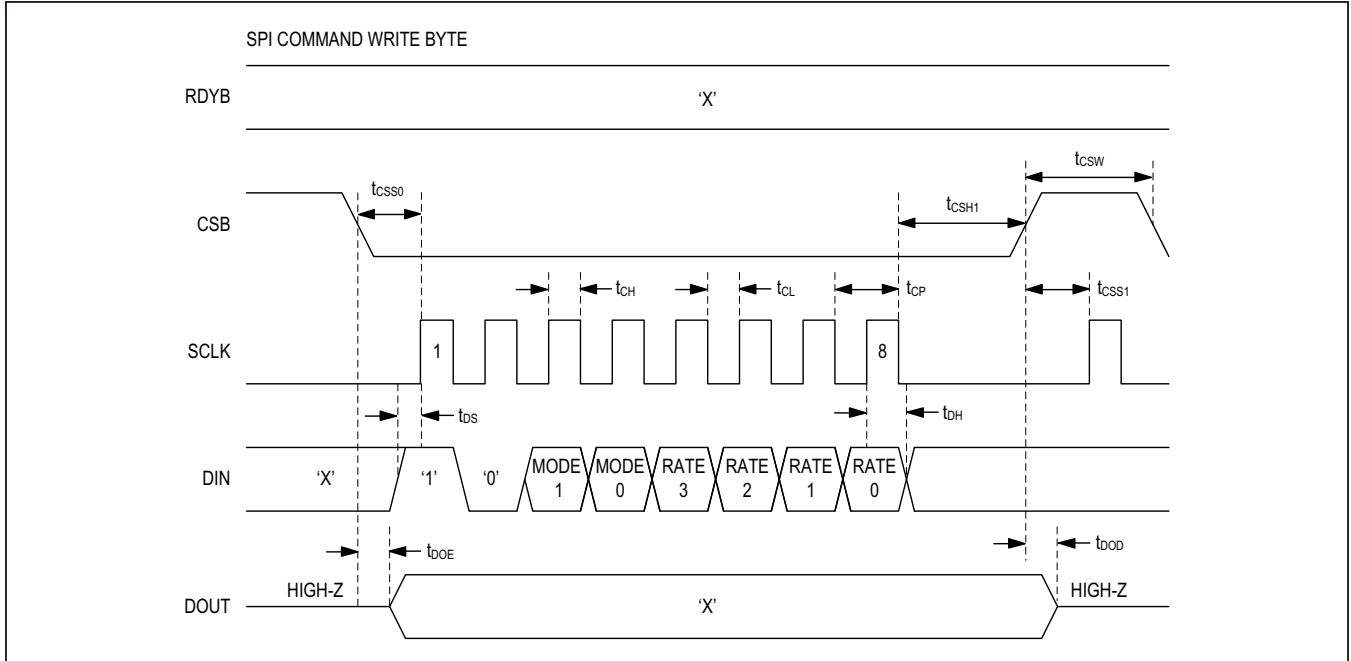 SPI COMMAND WRITE BYTE
RDYB
‘X’
tCSW
tCSS0
tCSH1
CSB
tCH
tCL
tCP
tCSS1
SCLK
1
8
tDS
tDH
DIN
‘X’
‘1’
‘0’
MODE 1
MODE 0
RATE 3
RATE 2
RATE 1
RATE 0
tDOE
tDOD
HIGH-Z
HIGH-Z
DOUT
‘X’